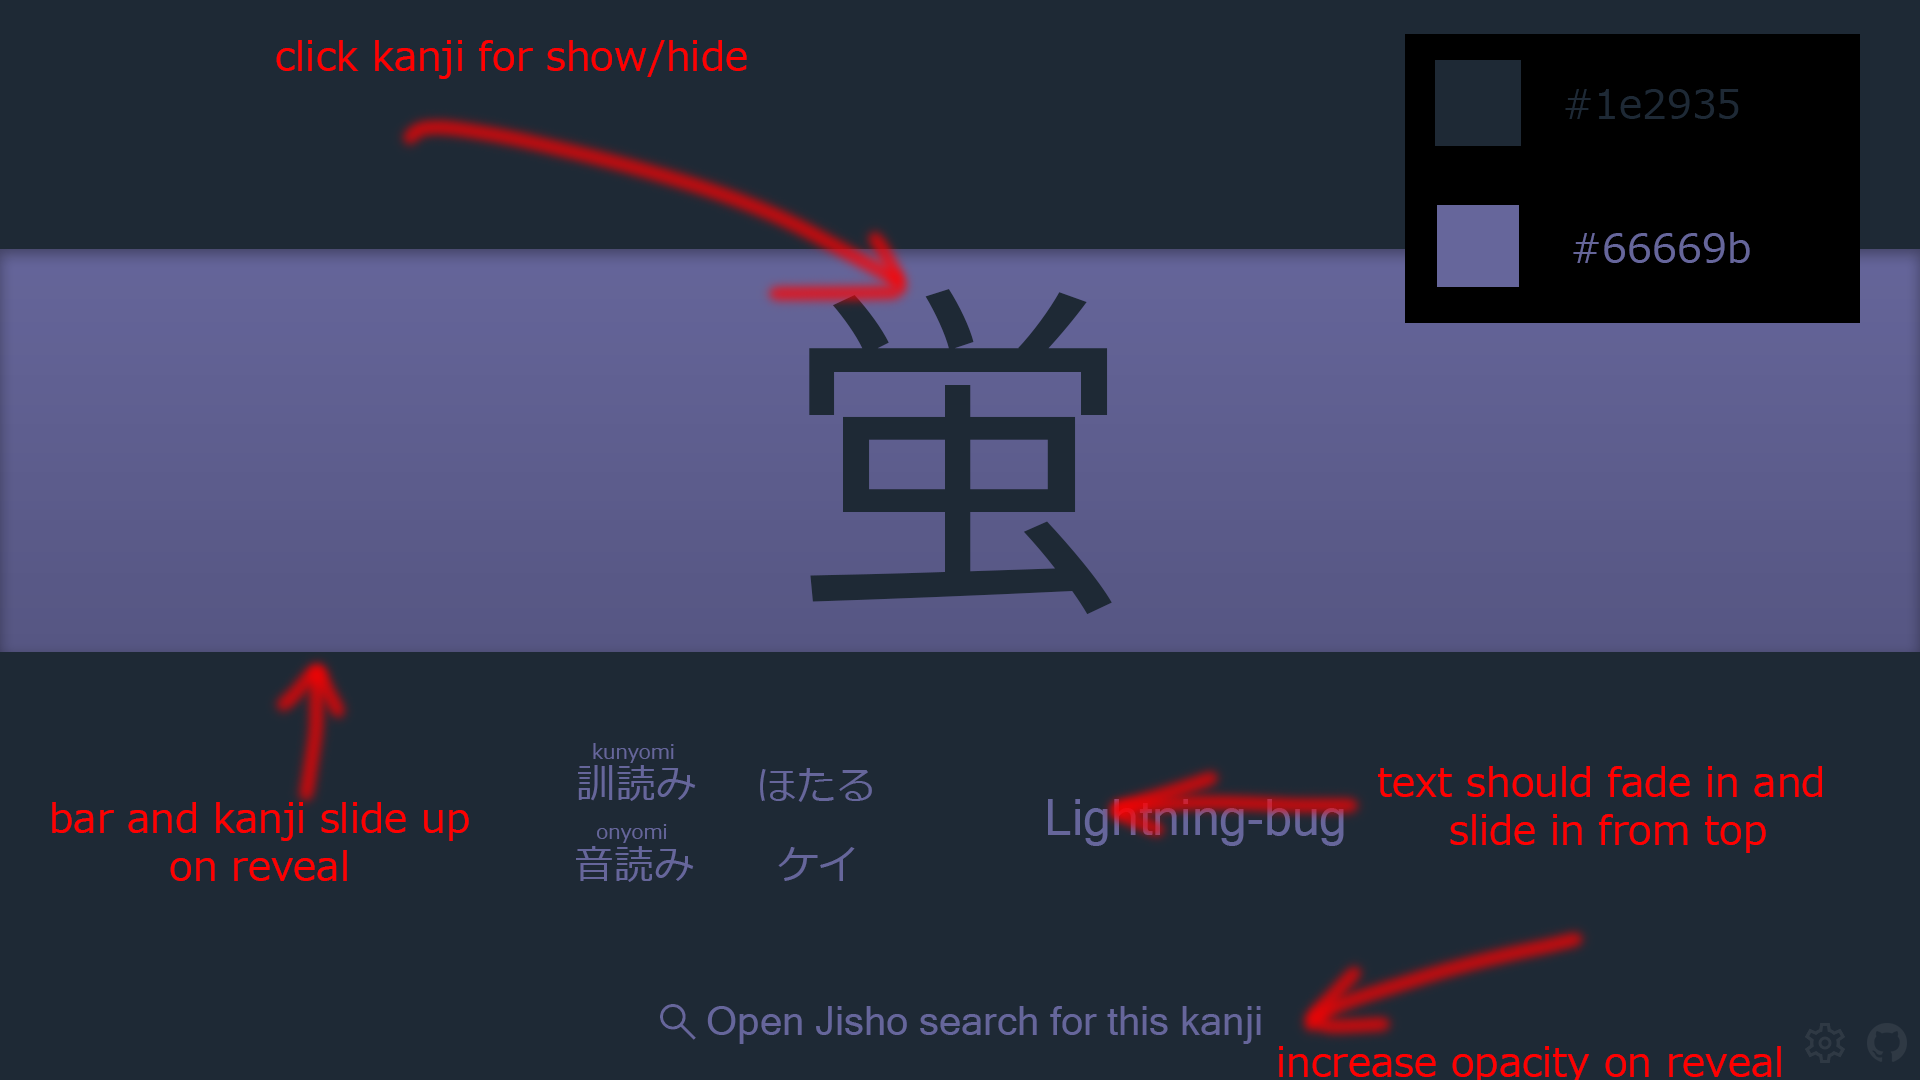 click kanji for show/hide
#1e2935
#66669b
蛍
kunyomi
訓読み ほたる
onyomi
音読み ケイ
Lightning-bug
bar and kanji slide up
on reveal
text should fade in and
slide in from top
Open Jisho search for this kanji
increase opacity on reveal